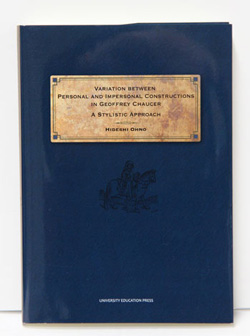 VARIATION BETWEEN
PERSONAL AND IMPERSONAL CONSTRUCTIONS
IN GEOFFREY CHAUCER
A STYLISTIC APPROACH
HIDESHI OHNO
UNIVERSITY EDUCATION PRESS